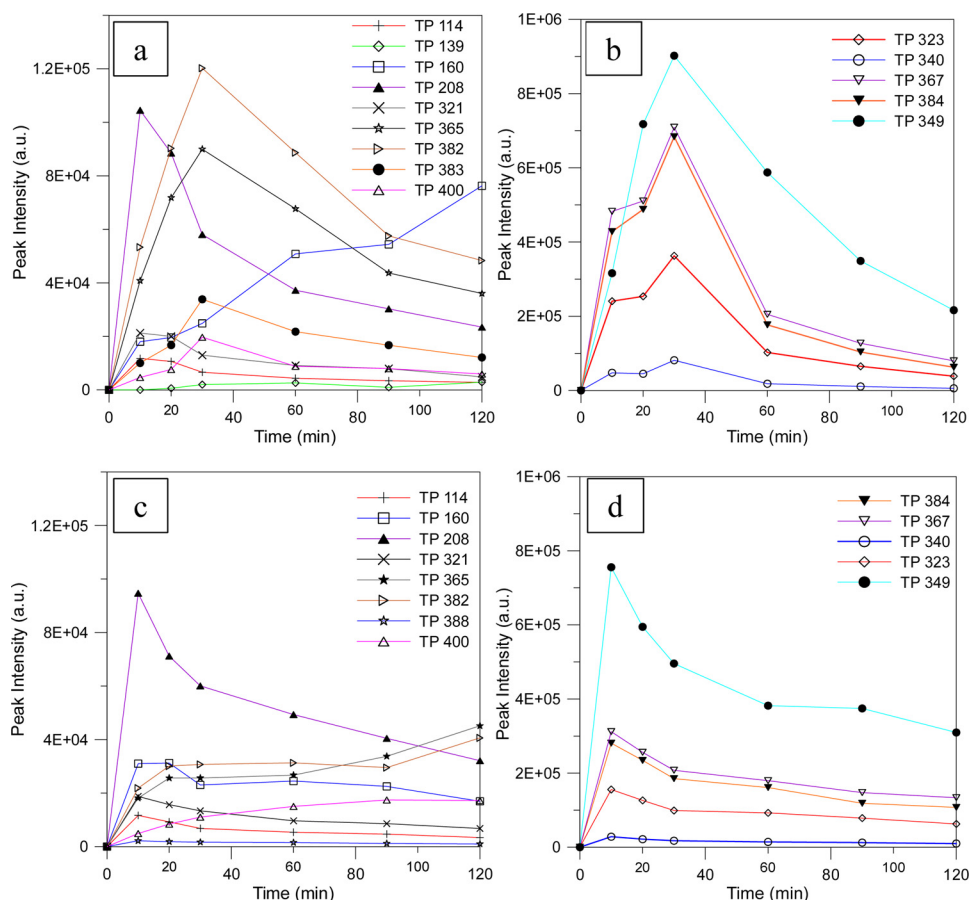 a
TP 114
TP 139
TP 160
TP 208
TP 321
TP 365
TP 382
TP 383
TP 400
1.2E+05
8E+04
4E+04
0
Peak Intensity (a.u.)
0 20 40 60 80 100 120
Time (min)
b
TP 323
TP 340
TP 367
TP 384
TP 349
1E+06
8E+05
6E+05
4E+05
2E+05
0
Peak Intensity (a.u.)
0 20 40 60 80 100 120
Time (min)
c
TP 114
TP 160
TP 208
TP 321
TP 365
TP 382
TP 388
TP 400
1.2E+05
8E+04
4E+04
0
Peak Intensity (a.u.)
0 20 40 60 80 100 120
Time (min)
d
TP 384
TP 367
TP 340
TP 323
TP 349
1E+06
8E+05
6E+05
4E+05
2E+05
0
Peak Intensity (a.u.)
0 20 40 60 80 100 120
Time (min)